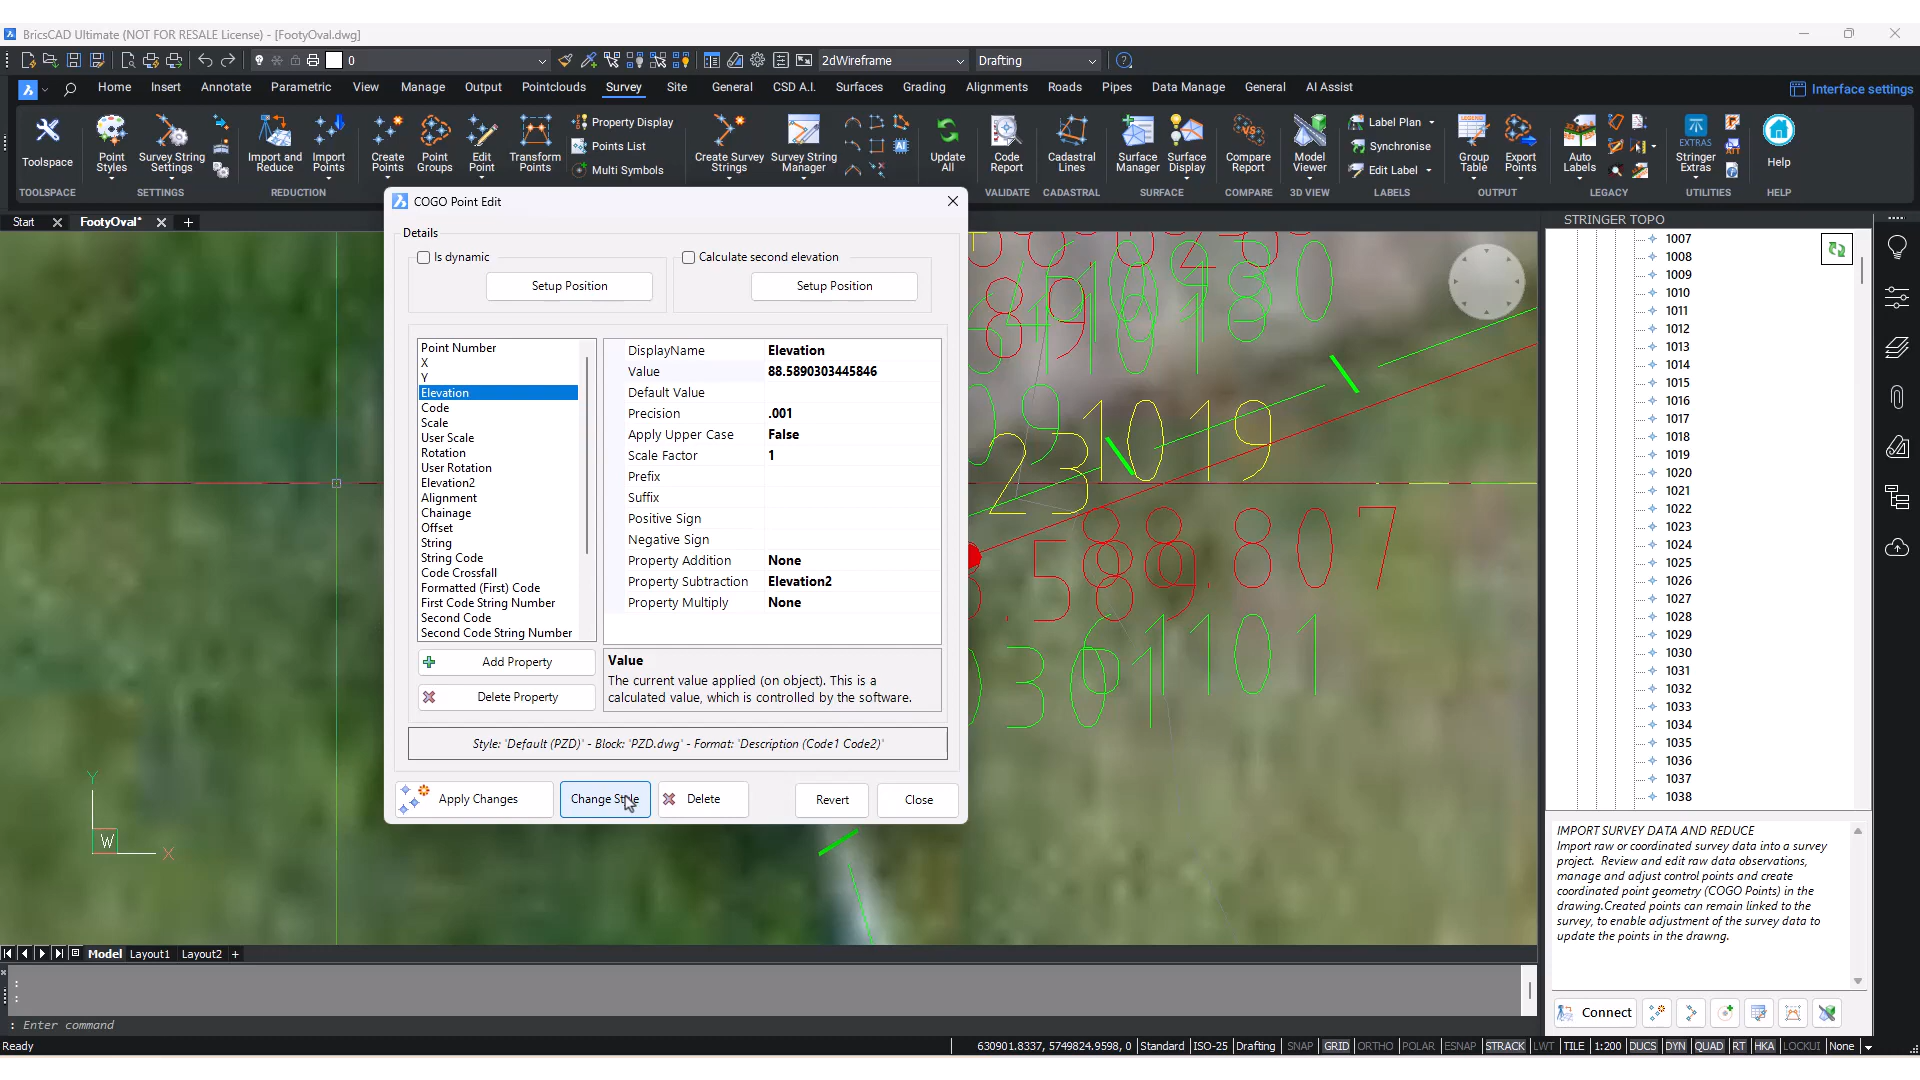 BricsCAD Ultimate (NOT FOR RESALE License) - [FootyOval.dwg]
0
2dWireframe
Drafting
Home Insert Annotate Parametric View Manage Output Pointclouds Survey Site General CSD A.I. Surfaces Grading Alignments Roads Pipes Data Manage General AI Assist
Interface settings
Toolspace
TOOLSPACE
Point Styles
Survey String Settings
SETTINGS
Import and Reduce
Import Points
REDUCTION
Create Points
Point Groups
Edit Point
Transform Points
Property Display
Points List
Multi Symbols
Create Survey Strings
Survey String Manager
Update All
Code Report
VALIDATE
Cadastral Lines
CADASTRAL
Surface Manager
Surface Display
SURFACE
Compare Report
COMPARE
Model Viewer
3D VIEW
Label Plan
Synchronise
Edit Label
LABELS
Group Table
Export Points
OUTPUT
Auto Labels
LEGACY
EXTRAS
Stringer Extras
UTILITIES
Help
HELP
Start
FootyOval*
COGO Point Edit
Details
Is dynamic
Setup Position
Calculate second elevation
Setup Position
Point Number
X
Y
Elevation
Code
Scale
User Scale
Rotation
User Rotation
Elevation2
Alignment
Chainage
Offset
String
String Code
Code Crossfall
Formatted (First) Code
First Code String Number
Second Code
Second Code String Number
DisplayName Elevation
Value 88.5890303445846
Default Value
Precision .001
Apply Upper Case False
Scale Factor 1
Prefix
Suffix
Positive Sign
Negative Sign
Property Addition None
Property Subtraction Elevation2
Property Multiply None
Add Property
Delete Property
Value
The current value applied (on object). This is a
calculated value, which is controlled by the software.
Style: 'Default (PZD)' - Block: 'PZD.dwg' - Format: 'Description (Code1 Code2)'
Apply Changes
Change Style
Delete
Revert
Close
1019
23
STRINGER TOPO
1007
1008
1009
1010
1011
1012
1013
1014
1015
1016
1017
1018
1019
1020
1021
1022
1023
1024
1025
1026
1027
1028
1029
1030
1031
1032
1033
1034
1035
1036
1037
1038
IMPORT SURVEY DATA AND REDUCE
Import raw or coordinated survey data into a survey
project. Review and edit raw data observations,
manage and adjust control points and create
coordinated point geometry (COGO Points) in the
drawing.Created points can remain linked to the
survey, to enable adjustment of the survey data to
update the points in the drawng.
Connect
W
X
Y
Model Layout1 Layout2 +
:
:
: Enter command
Ready
630901.8337, 5749824.9598, 0 Standard ISO-25 Drafting SNAP GRID ORTHO POLAR ESNAP STRACK LWT TILE 1:200 DUCS DYN QUAD RT HKA LOCKUI None